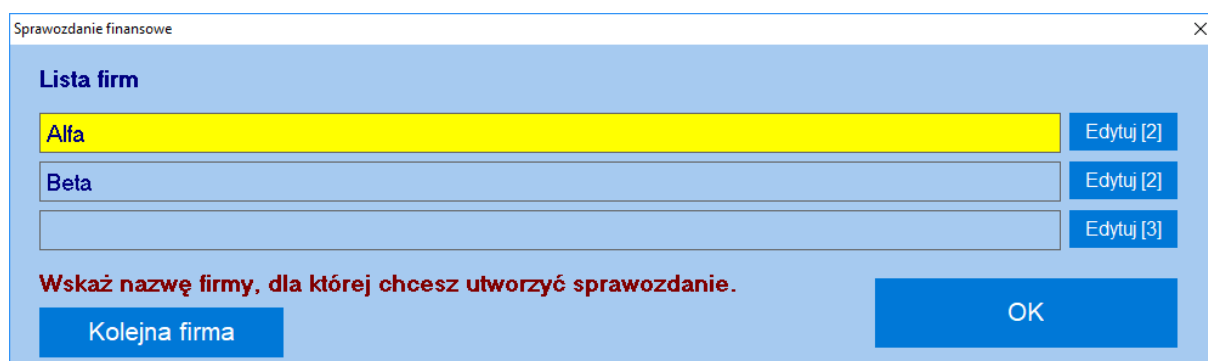 Sprawozdanie finansowe
Lista firm
Alfa
Edytuj [2]
Beta
Edytuj [2]
Edytuj [3]
Wskaż nazwę firmy, dla której chcesz utworzyć sprawozdanie.
OK
Kolejna firma